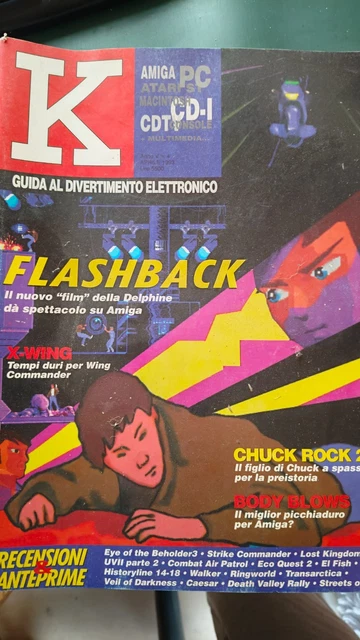 K
AMIGA PC
ATARI ST
MACINTOSH
CD-I
CDTV CONSOLE
- MULTIMEDIA -
GUIDA AL DIVERTIMENTO ELETTRONICO
FLASHBACK
Il nuovo "film" della Delphine
dà spettacolo su Amiga
X-WING
Tempi duri per Wing
Commander
CHUCK ROCK 2
Il figlio di Chuck a spass
per la preistoria
BODY BLOWS
Il miglior picchiaduro
per Amiga?
RECENSIONI
&
ANTEPRIME
Eye of the Beholder3 • Strike Commander • Lost Kingdom
UVII parte 2 • Combat Air Patrol • Eco Quest 2 • El Fish •
Historyline 14-18 • Walker • Ringworld • Transarctica •
Veil of Darkness • Caesar • Death Valley Rally • Streets o